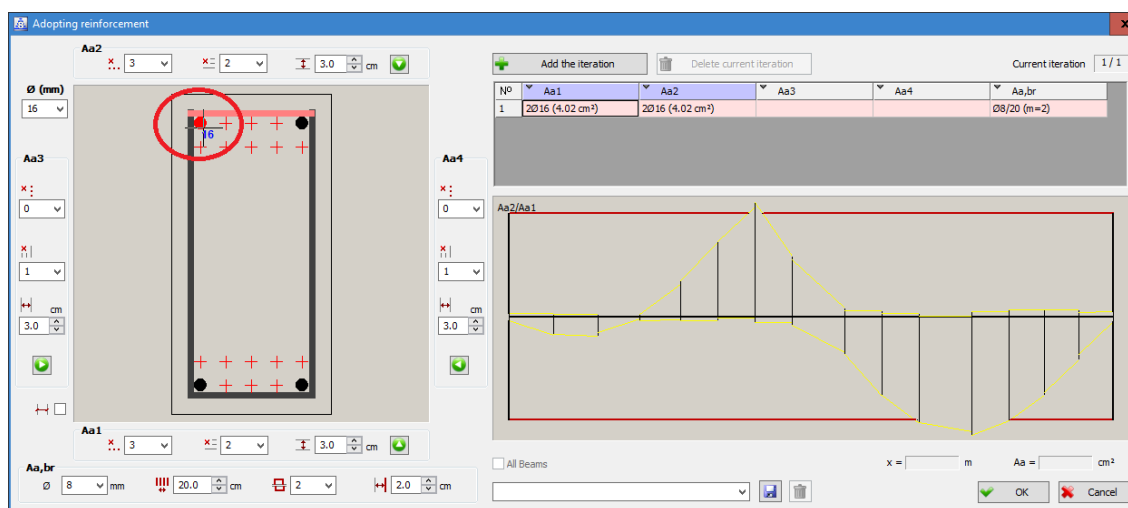 Adopting reinforcement
Aa2
3 2 3.0 cm
Ø (mm)
16
16
Aa3
0
1
cm
3.0
Aa4
0
1
cm
3.0
Aa1
3 2 3.0 cm
Aa,br
Ø 8 mm 20.0 cm 2 2.0 cm
Add the iteration Delete current iteration Current iteration 1 / 1
Nº Aa1 Aa2 Aa3 Aa4 Aa,br
1 2Ø16 (4.02 cm²) 2Ø16 (4.02 cm²) Ø8/20 (m=2)
Aa2/Aa1
All Beams x = m Aa = cm²
OK Cancel